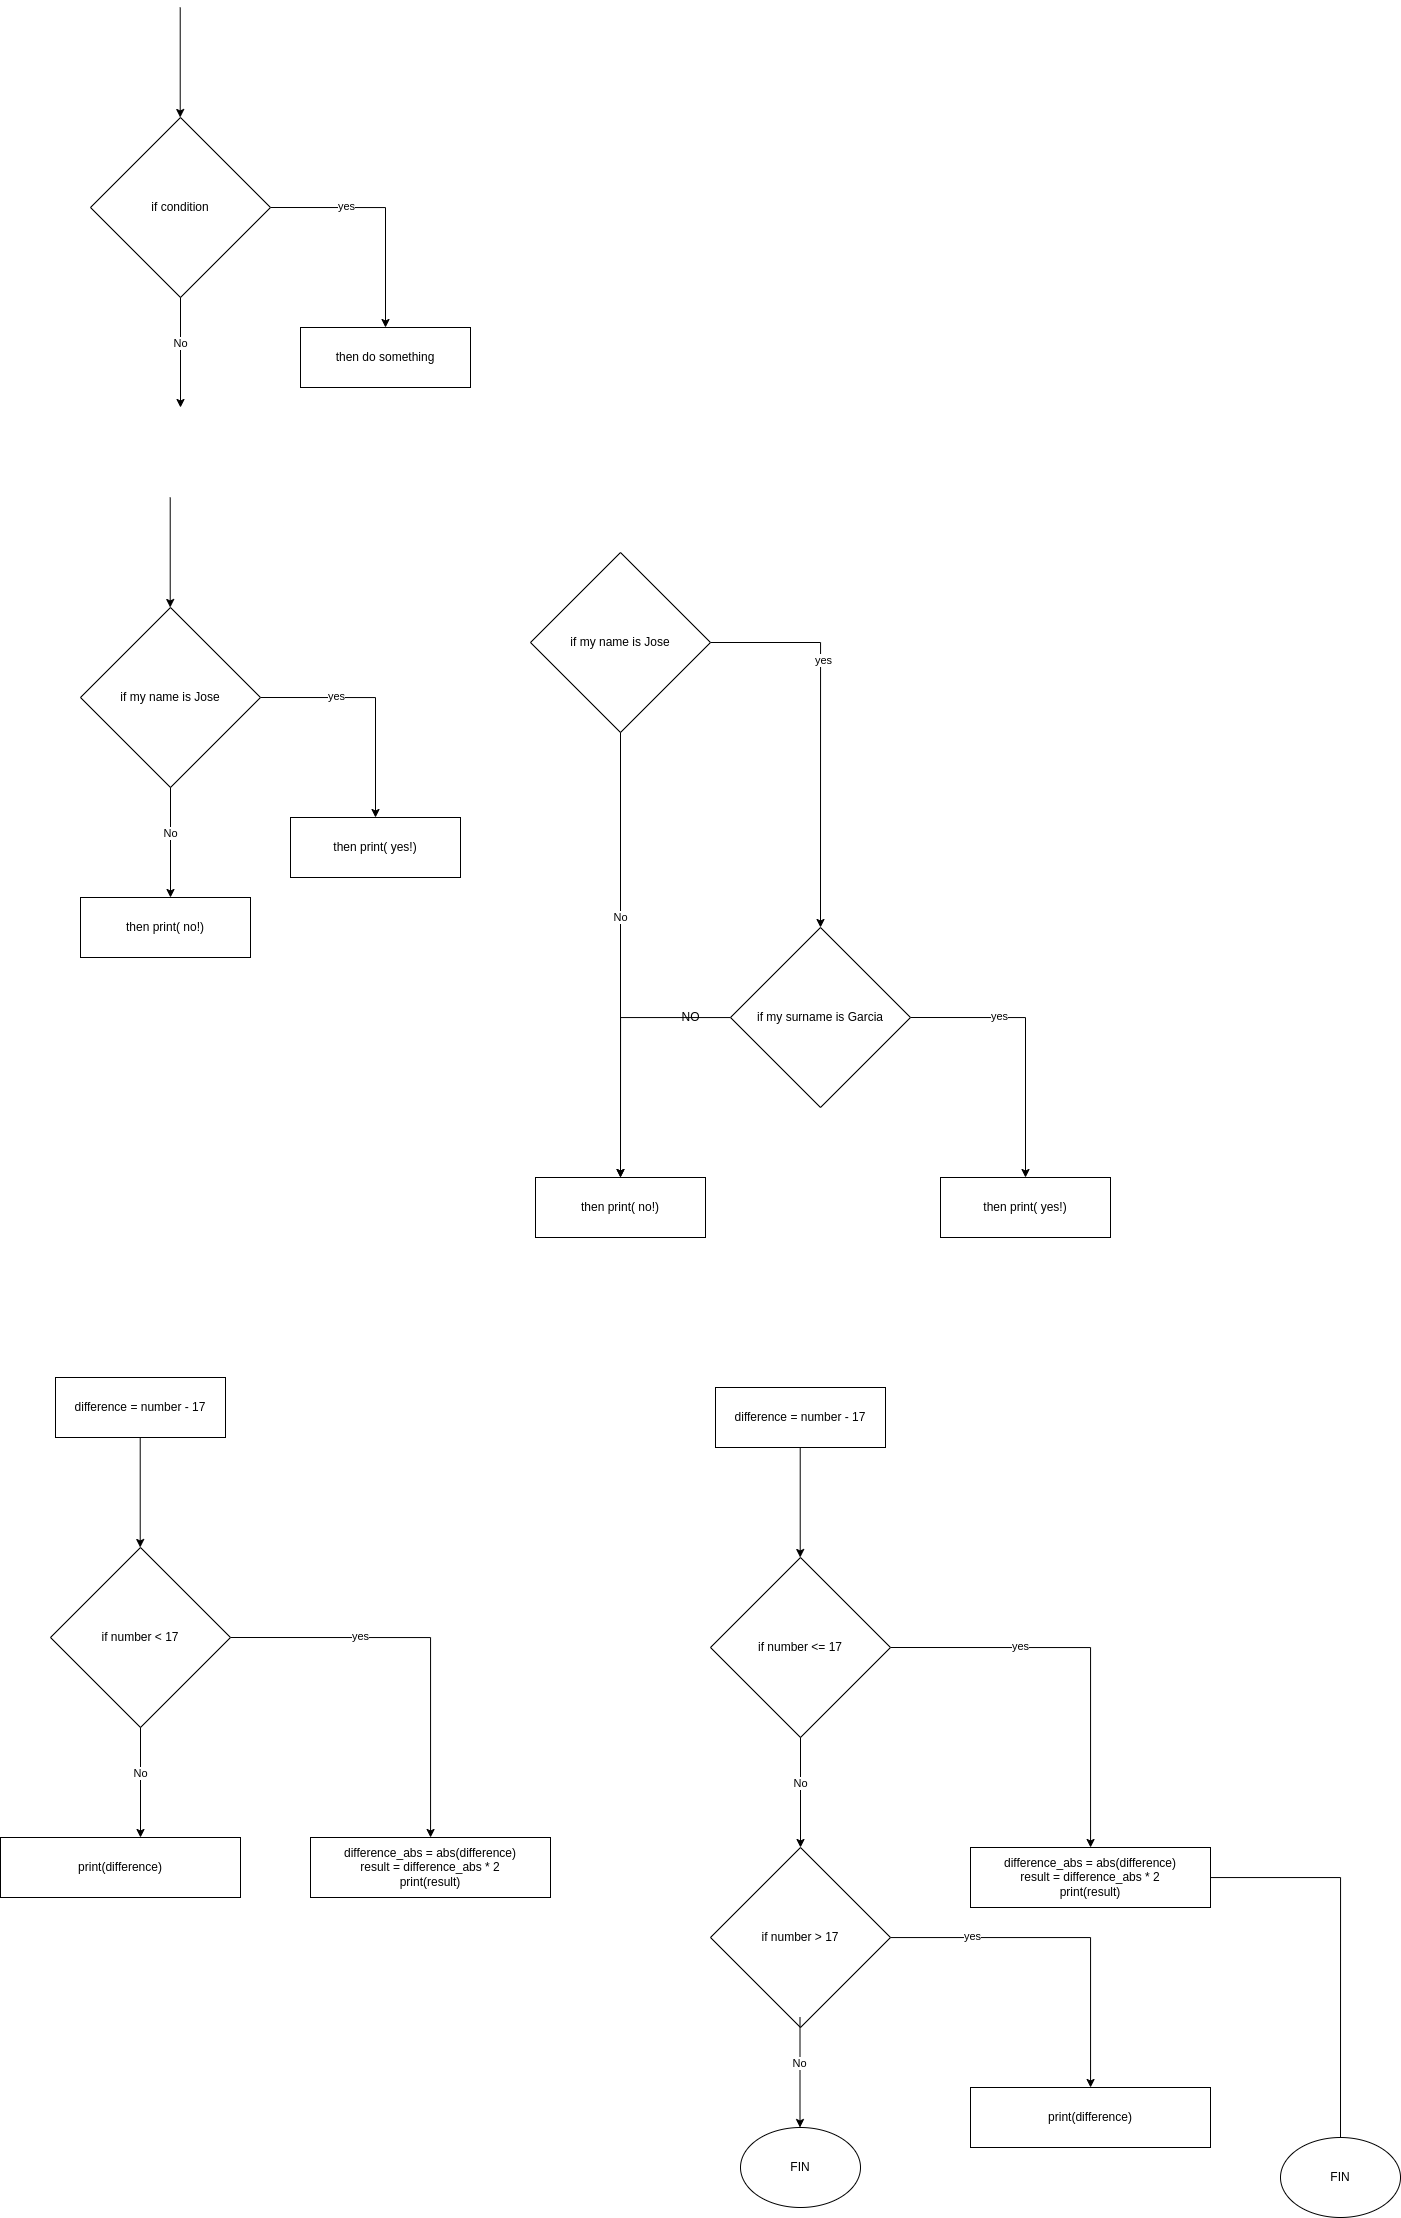 if condition
yes
No
then do something
if my name is Jose
yes
No
then print( yes!)
then print( no!)
if my name is Jose
yes
No
NO
if my surname is Garcia
yes
then print( no!)
then print( yes!)
difference = number - 17
if number < 17
yes
No
print(difference)
difference_abs = abs(difference)
result = difference_abs * 2
print(result)
difference = number - 17
if number <= 17
yes
No
difference_abs = abs(difference)
result = difference_abs * 2
print(result)
if number > 17
yes
No
print(difference)
FIN
FIN